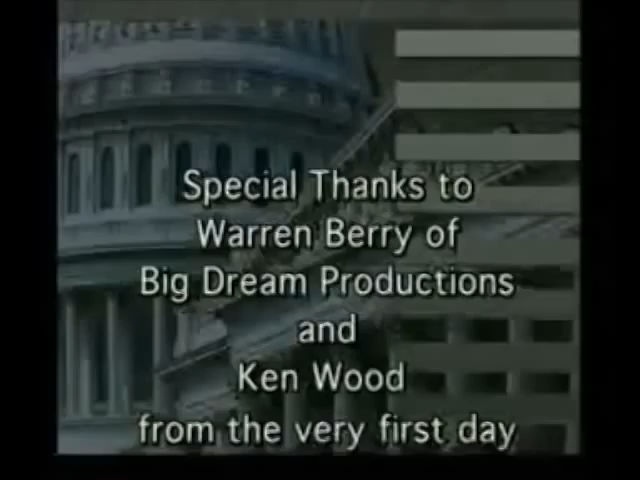 Special Thanks to
Warren Berry of
Big Dream Productions
and
Ken Wood
from the very first day